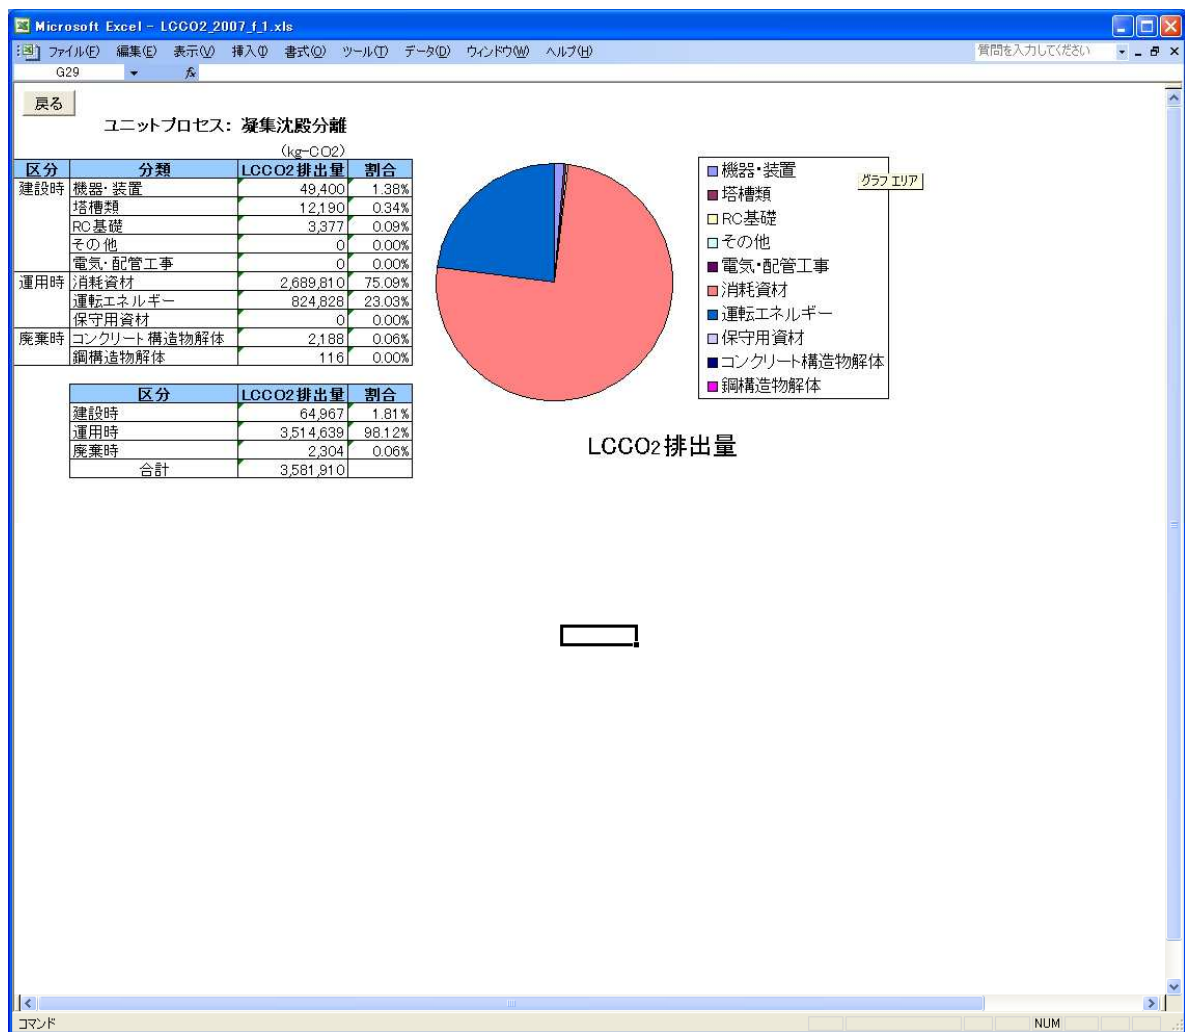 Microsoft Excel - LCCO2_2007_f_1.xls
ファイル(F) 編集(E) 表示(V) 挿入(I) 書式(O) ツール(T) データ(D) ウィンドウ(W) ヘルプ(H) 質問を入力してください
G29 fx
戻る
ユニットプロセス: 凝集沈殿分離
(kg-CO2)
区分 分類 LCCO2排出量 割合
建設時 機器・装置 49,400 1.38%
塔槽類 12,190 0.34%
RC基礎 3,377 0.09%
その他 0 0.00%
電気・配管工事 0 0.00%
運用時 消耗資材 2,689,810 75.09%
運転エネルギー 824,828 23.03%
保守用資材 0 0.00%
廃棄時 コンクリート構造物解体 2,188 0.06%
鋼構造物解体 116 0.00%
区分 LCCO2排出量 割合
建設時 64,967 1.81%
運用時 3,514,639 98.12%
廃棄時 2,304 0.06%
合計 3,581,910
機器・装置
グラフ エリア
塔槽類
RC基礎
その他
電気・配管工事
消耗資材
運転エネルギー
保守用資材
コンクリート構造物解体
鋼構造物解体
LCCO2排出量
コマンド NUM